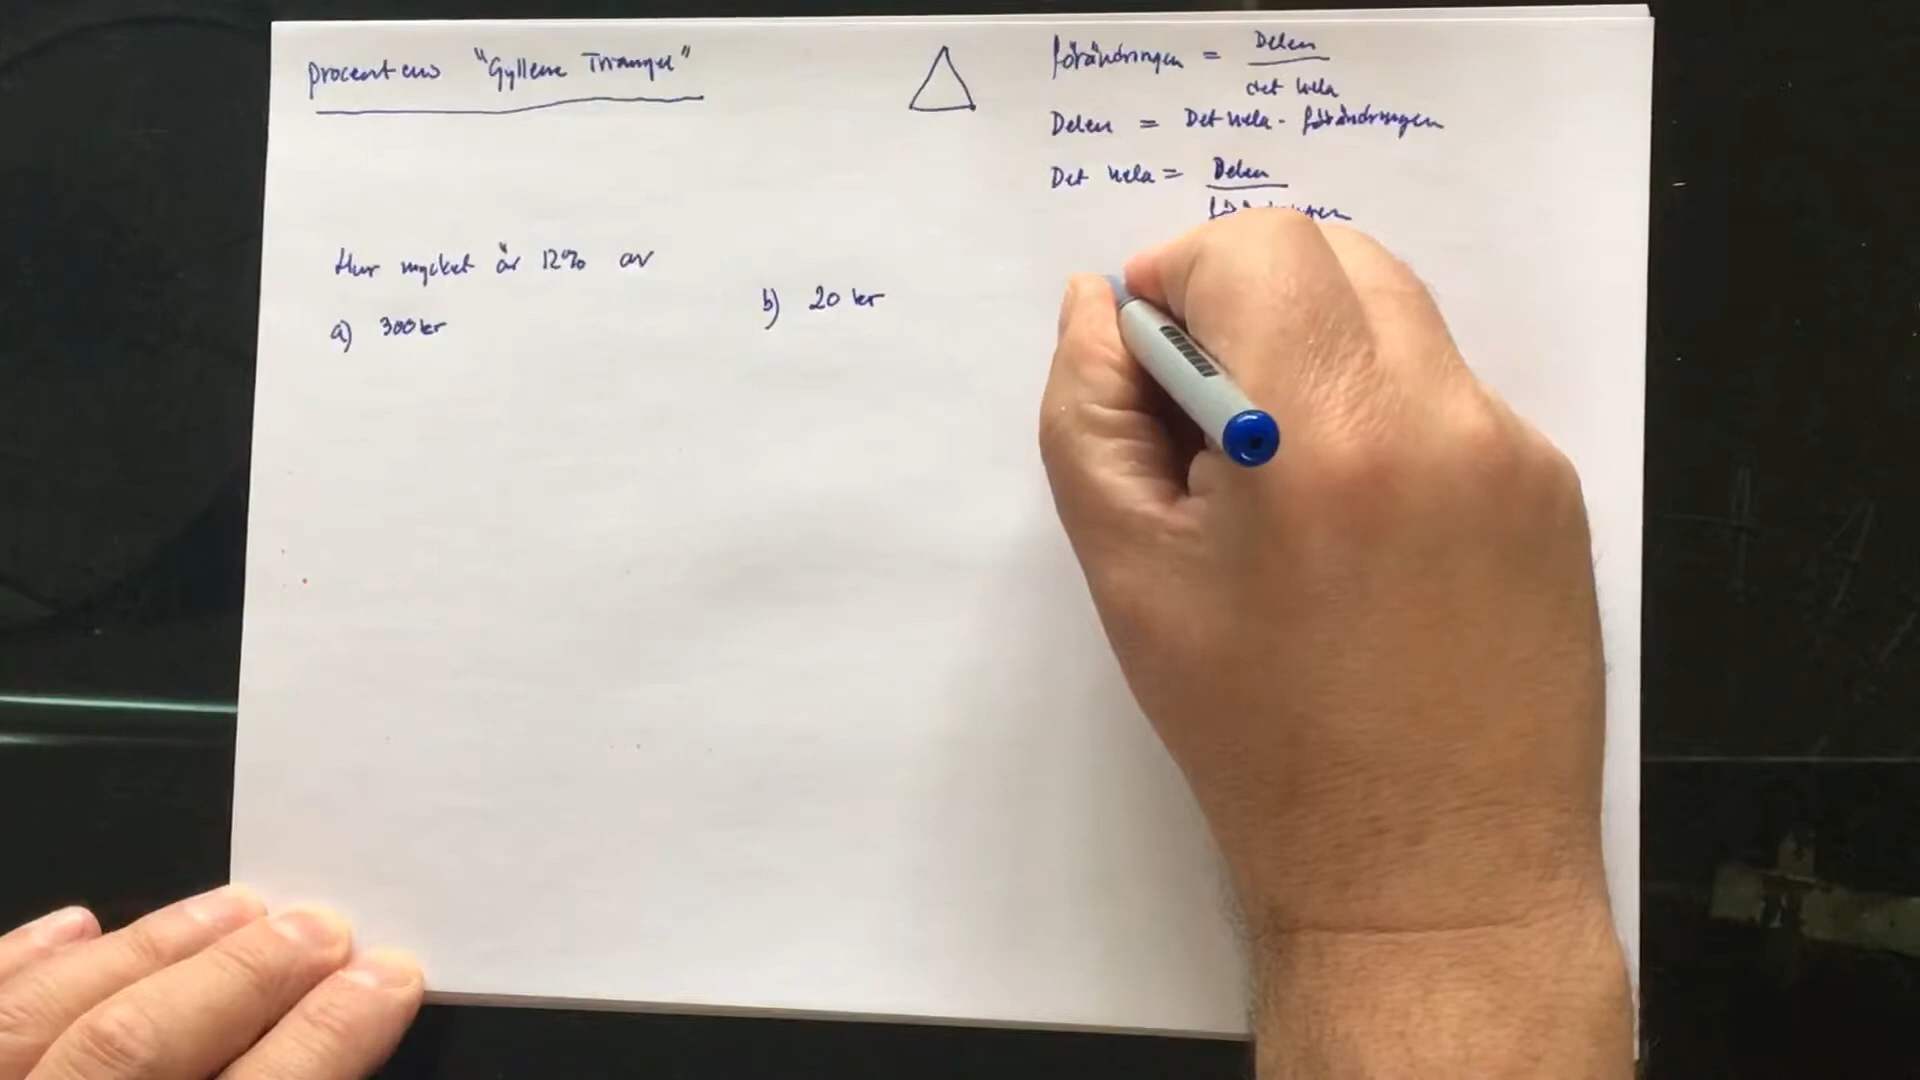 Procentens "Gyllene Triangel"
förändringen = Delen
det hela
Delen = Det hela · förändringen
Det hela = Delen
Hur mycket är 12% av
a) 300 kr
b) 20 kr